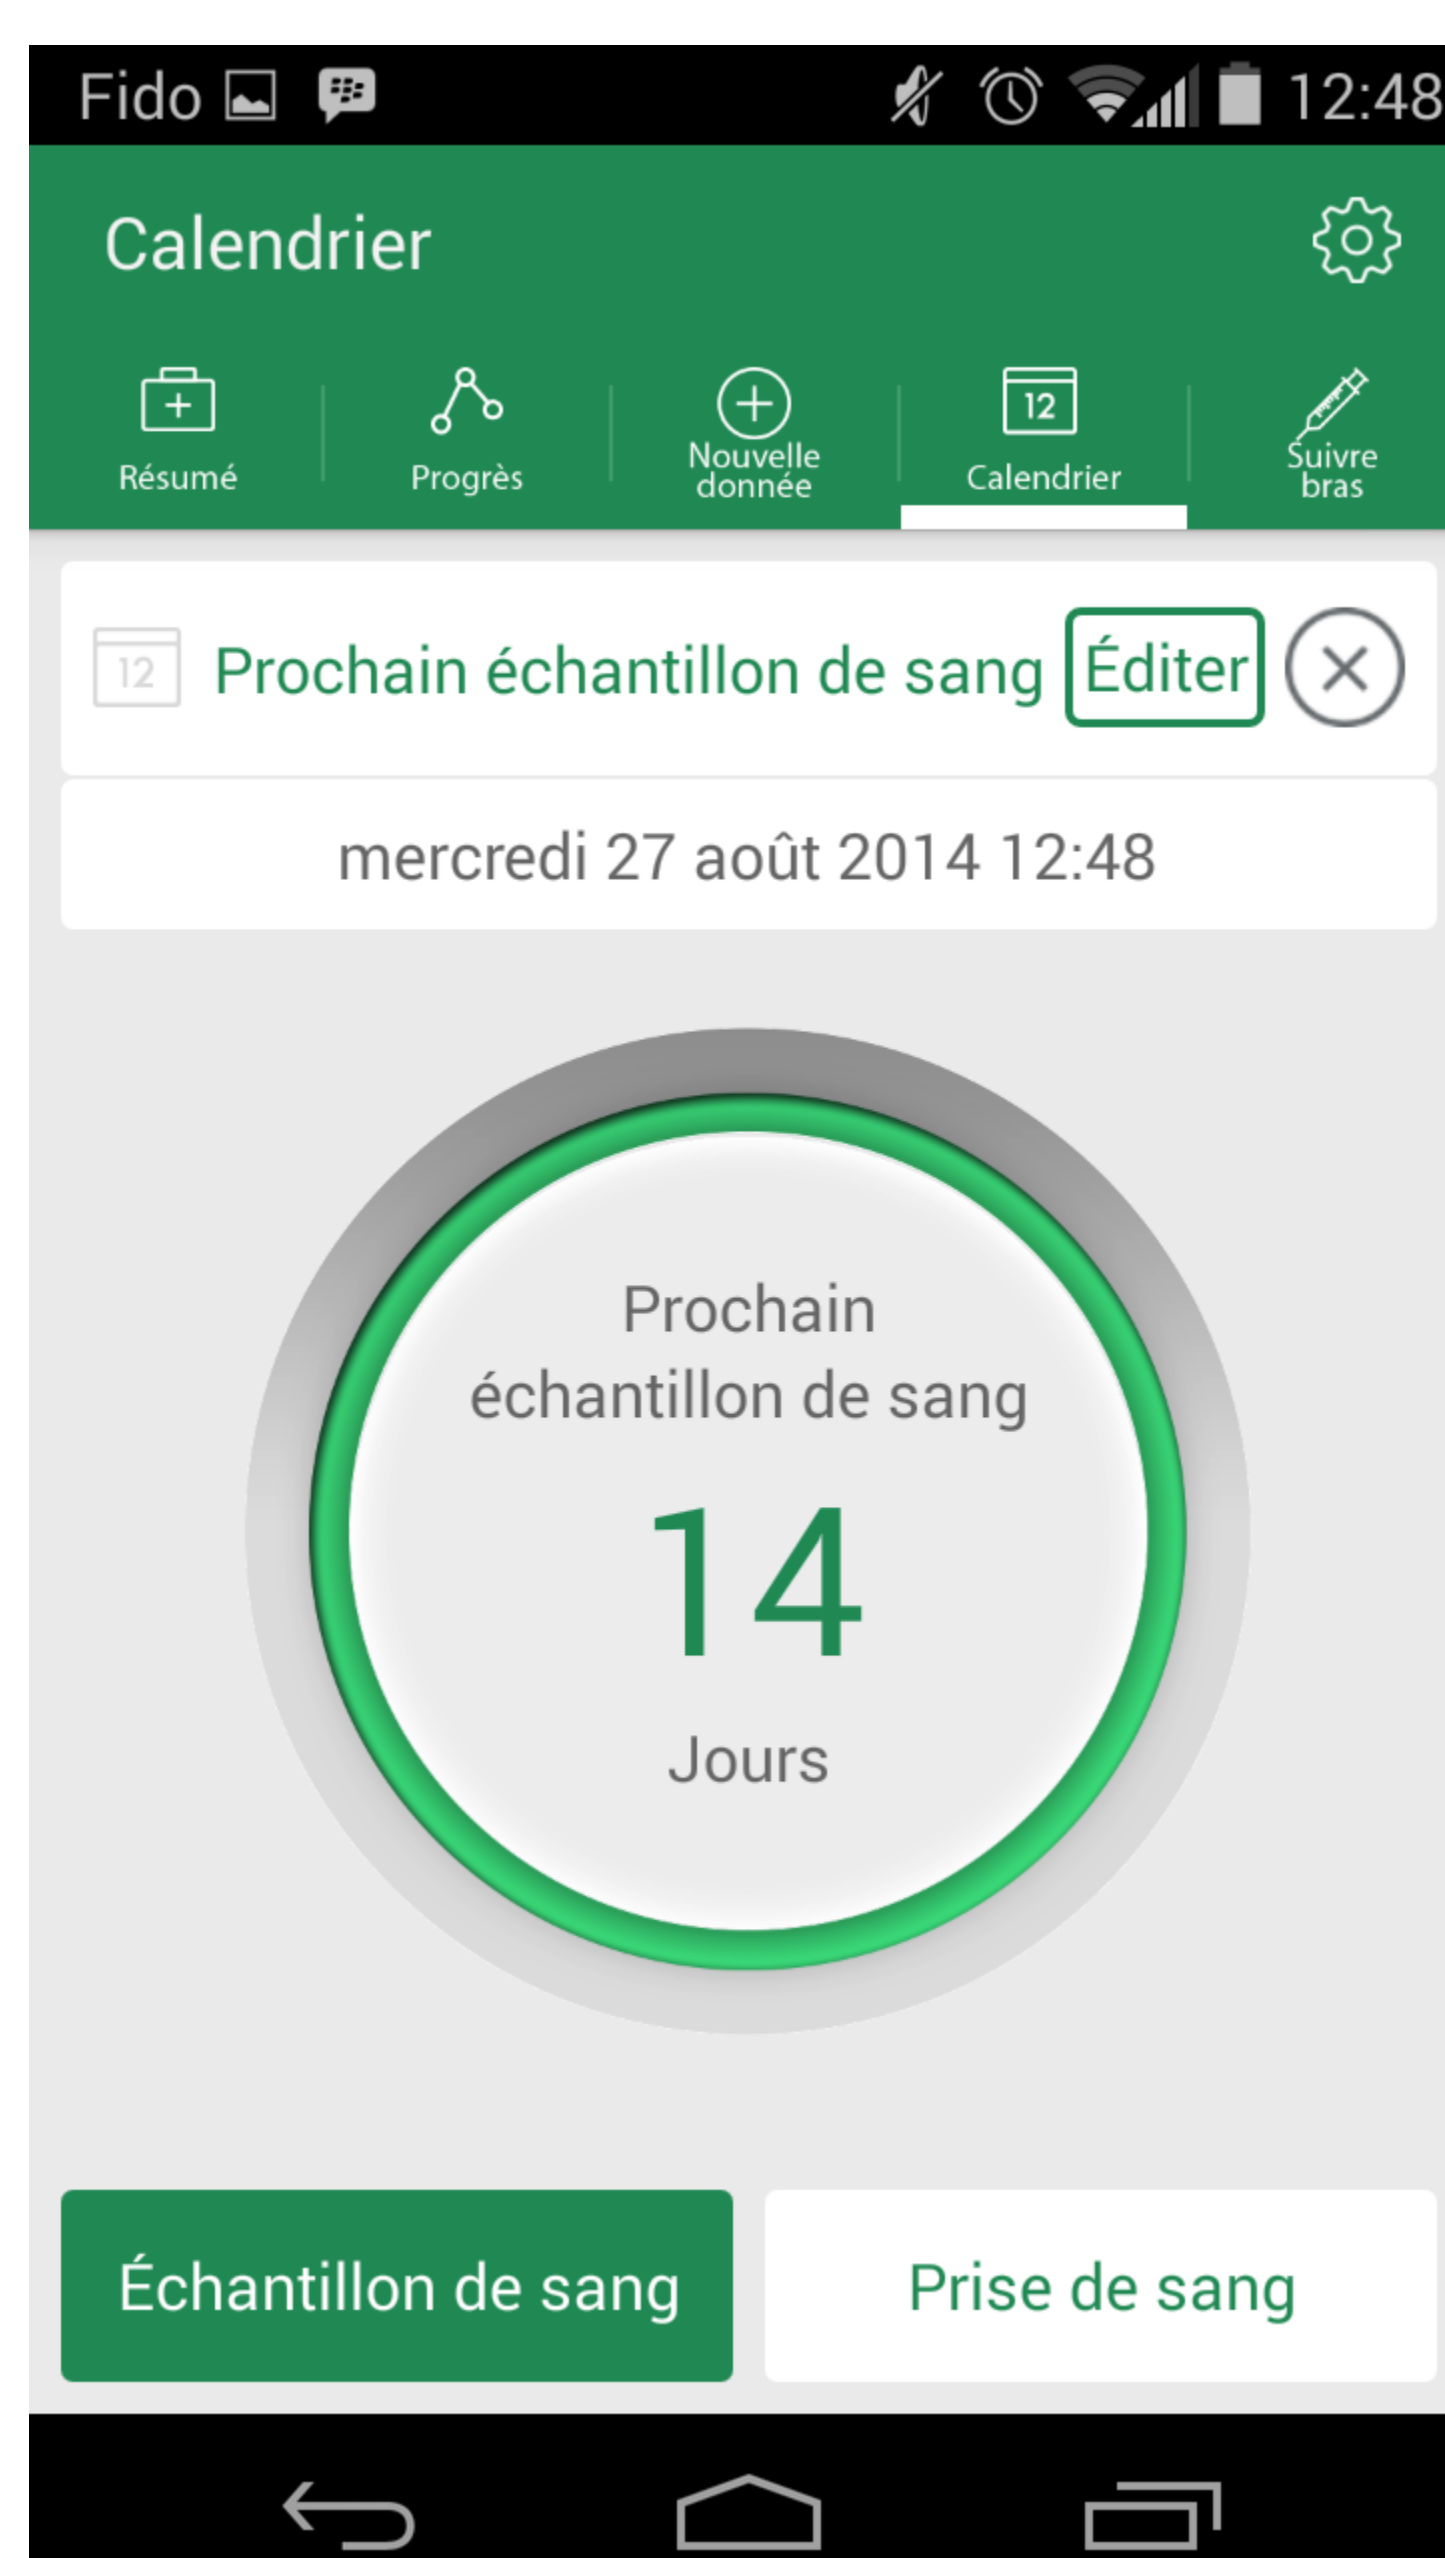 Fido 12:48
Calendrier
Résumé
Progrès
Nouvelle
donnée
12
Calendrier
Suivre
bras
12 Prochain échantillon de sang Éditer
mercredi 27 août 2014 12:48
Prochain
échantillon de sang
14
Jours
Échantillon de sang
Prise de sang